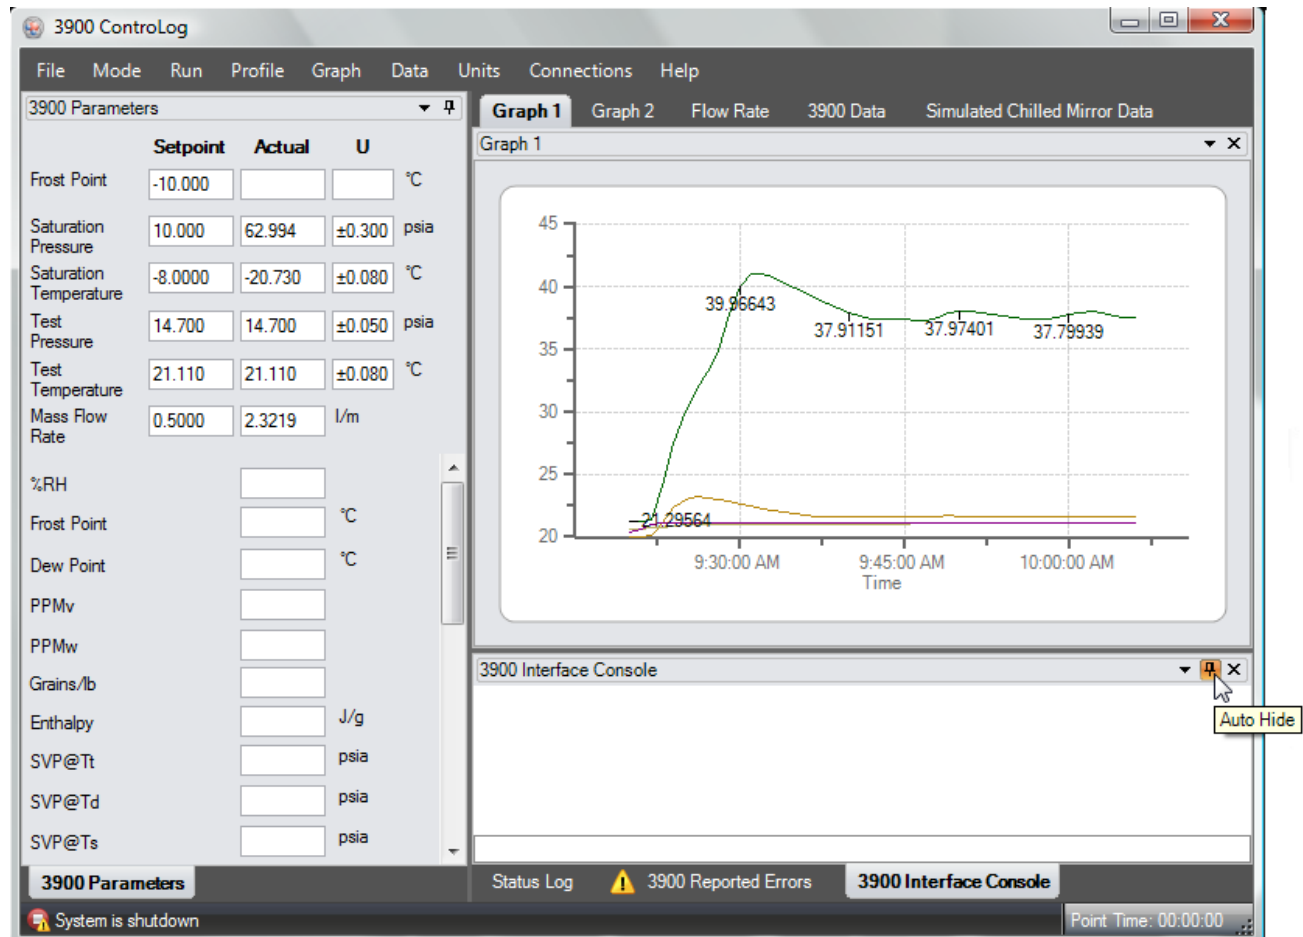 3900 ControLog
File Mode Run Profile Graph Data Units Connections Help
3900 Parameters
Setpoint Actual U
Frost Point -10.000 °C
Saturation Pressure 10.000 62.994 ±0.300 psia
Saturation Temperature -8.0000 -20.730 ±0.080 °C
Test Pressure 14.700 14.700 ±0.050 psia
Test Temperature 21.110 21.110 ±0.080 °C
Mass Flow Rate 0.5000 2.3219 l/m
%RH
Frost Point °C
Dew Point °C
PPMv
PPMw
Grains/lb
Enthalpy J/g
SVP@Tt psia
SVP@Td psia
SVP@Ts psia
3900 Parameters
Graph 1 Graph 2 Flow Rate 3900 Data Simulated Chilled Mirror Data
Graph 1
45
40
35
30
25
20
39.96643
37.91151
37.97401
37.79939
21.29564
9:30:00 AM 9:45:00 AM 10:00:00 AM
Time
3900 Interface Console
Auto Hide
Status Log 3900 Reported Errors 3900 Interface Console
System is shutdown
Point Time: 00:00:00